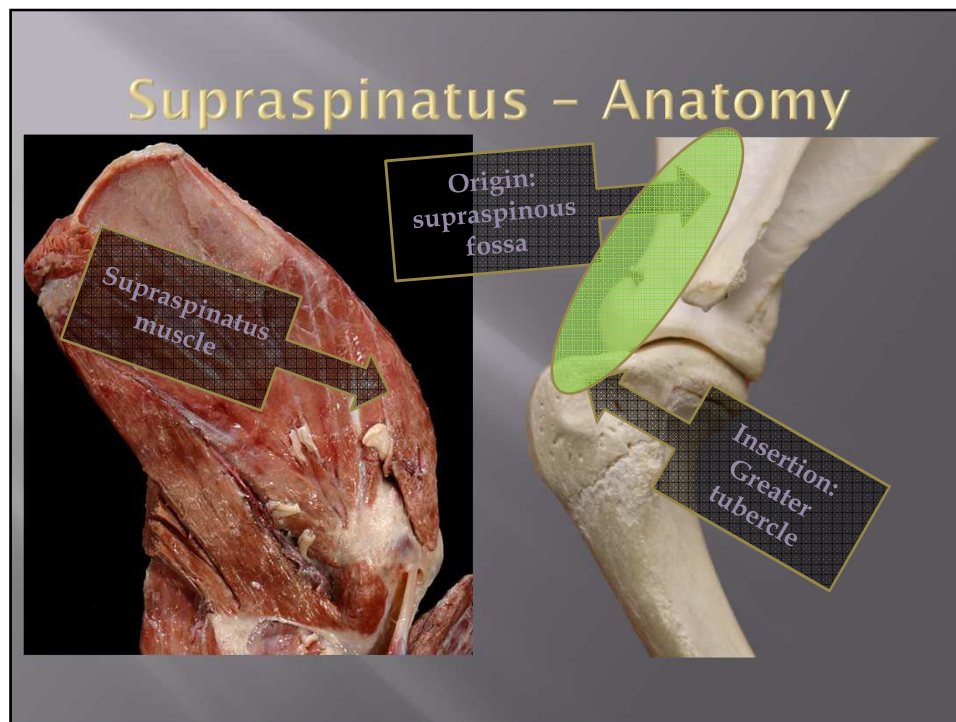 Supraspinatus – Anatomy
Origin:
supraspinous
fossa
Supraspinatus
muscle
Insertion:
Greater
tubercle